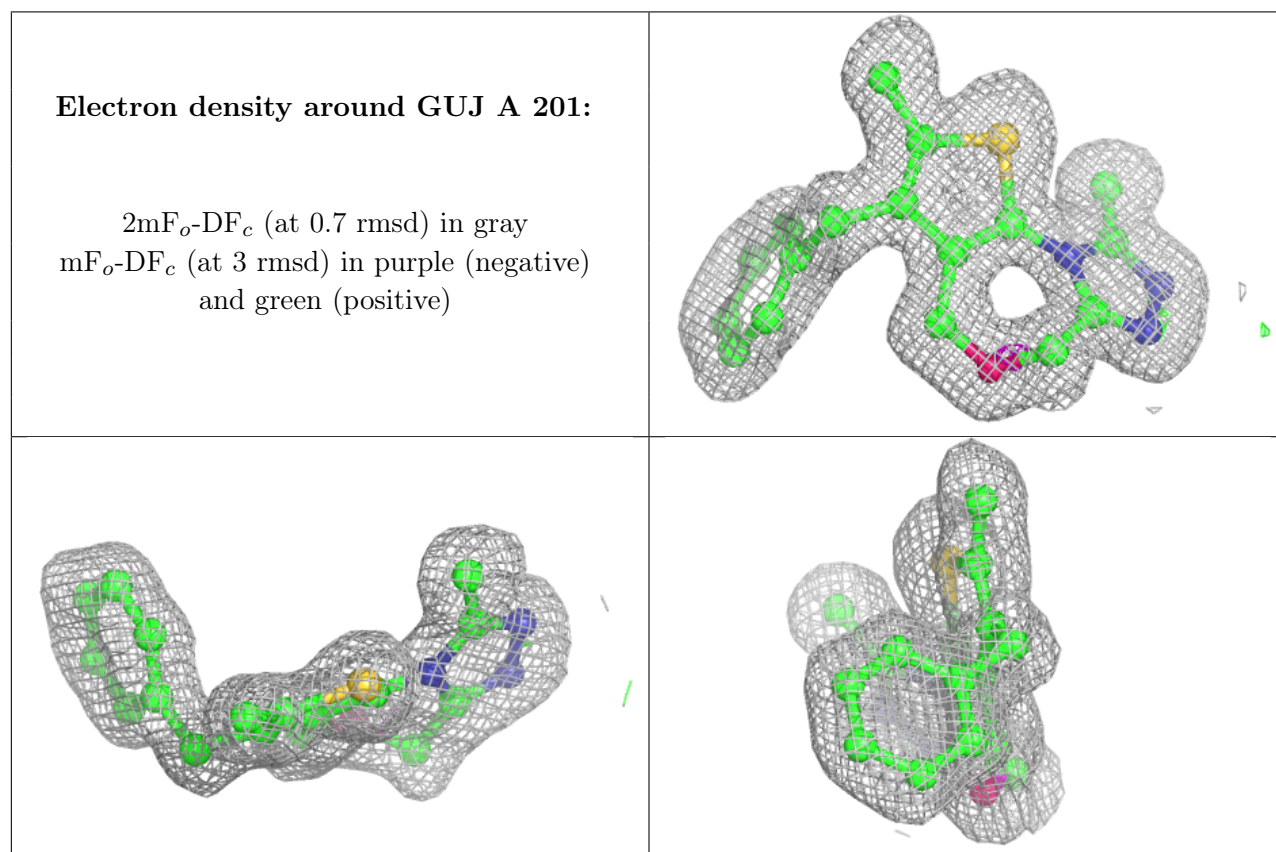 Electron density around GUJ A 201:
2mFo-DFc (at 0.7 rmsd) in gray
mFo-DFc (at 3 rmsd) in purple (negative)
and green (positive)